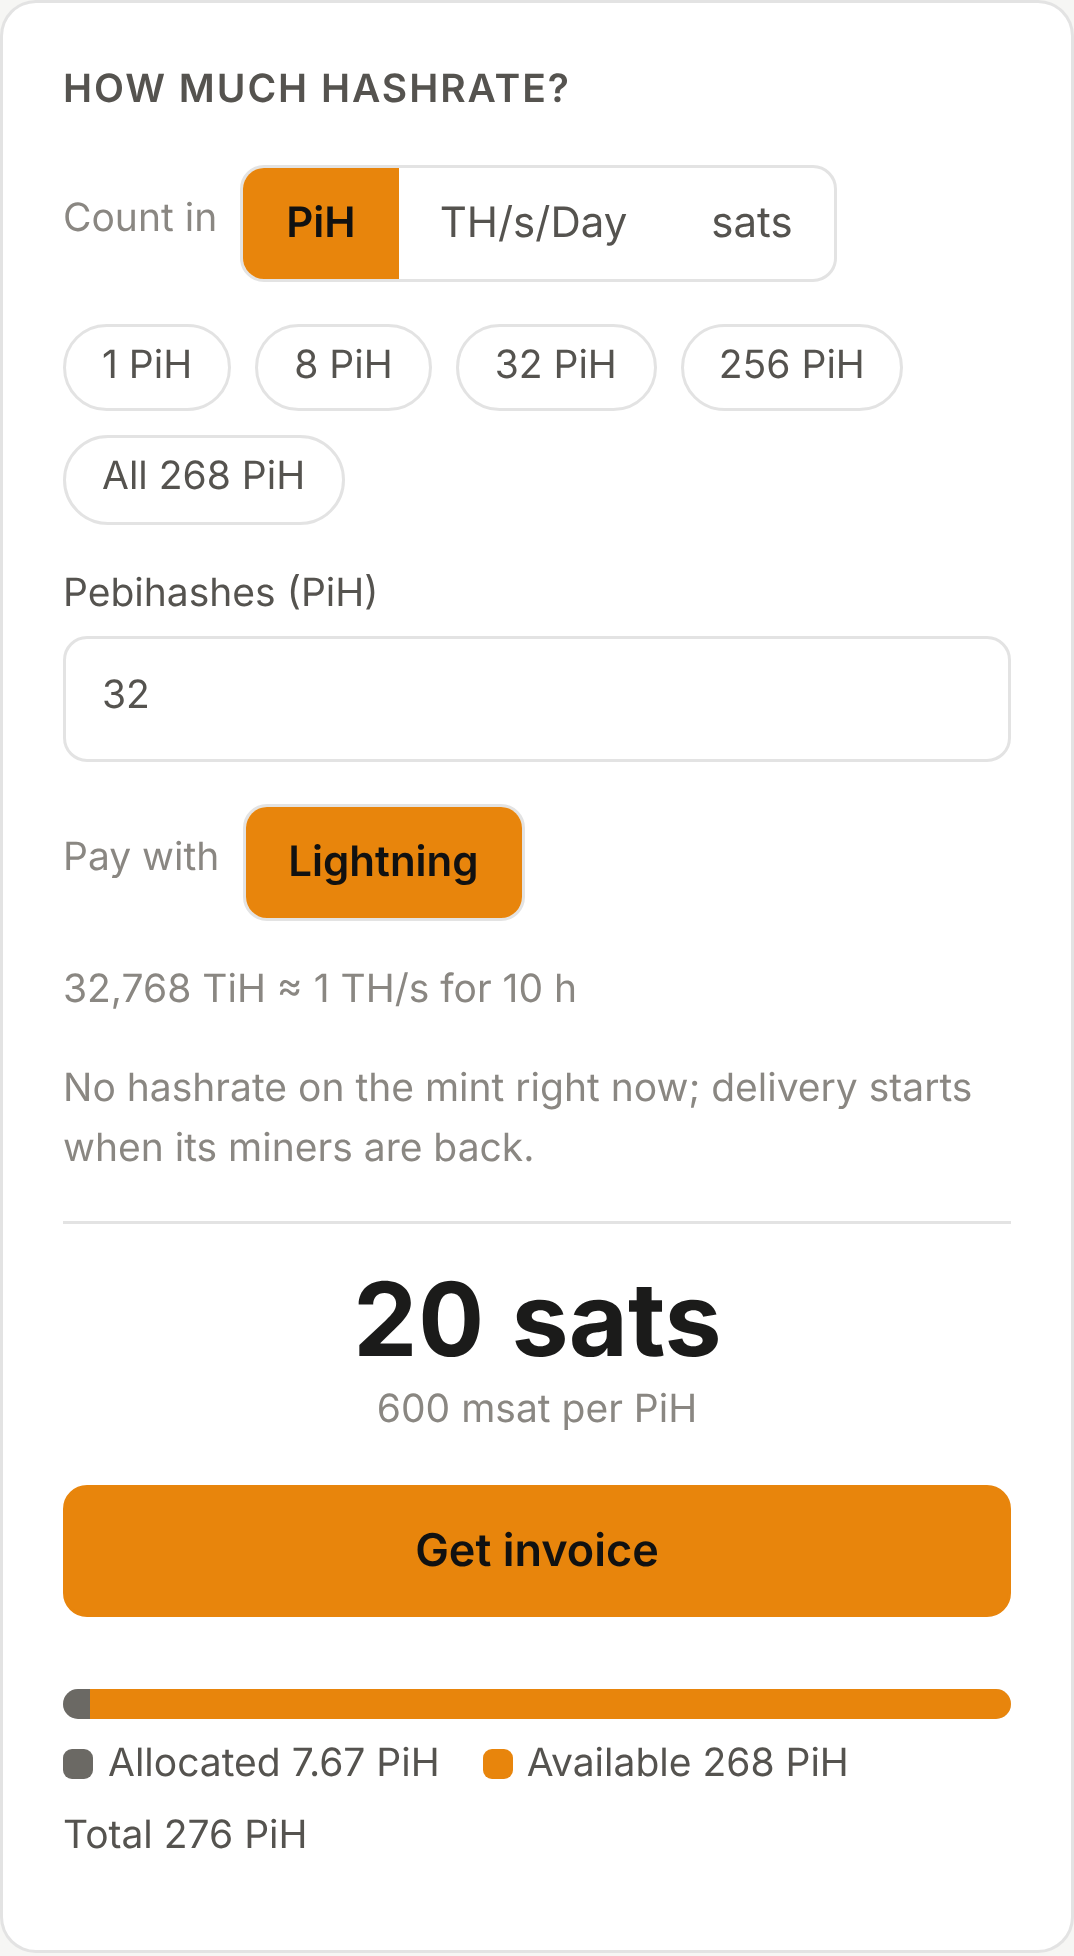 HOW MUCH HASHRATE?
Count in PiH TH/s/Day sats
1 PiH 8 PiH 32 PiH 256 PiH
All 268 PiH
Pebihashes (PiH)
32
Pay with Lightning
32,768 TiH ≈ 1 TH/s for 10 h
No hashrate on the mint right now; delivery starts
when its miners are back.
20 sats
600 msat per PiH
Get invoice
Allocated 7.67 PiH Available 268 PiH
Total 276 PiH